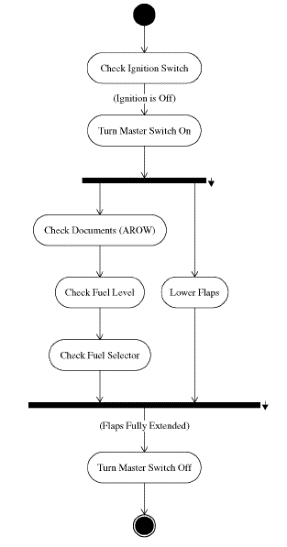 Check Ignition Switch
(Ignition is Off)
Turn Master Switch On
Check Documents (AROW)
Check Fuel Level
Lower Flaps
Check Fuel Selector
(Flaps Fully Extended)
Turn Master Switch Off